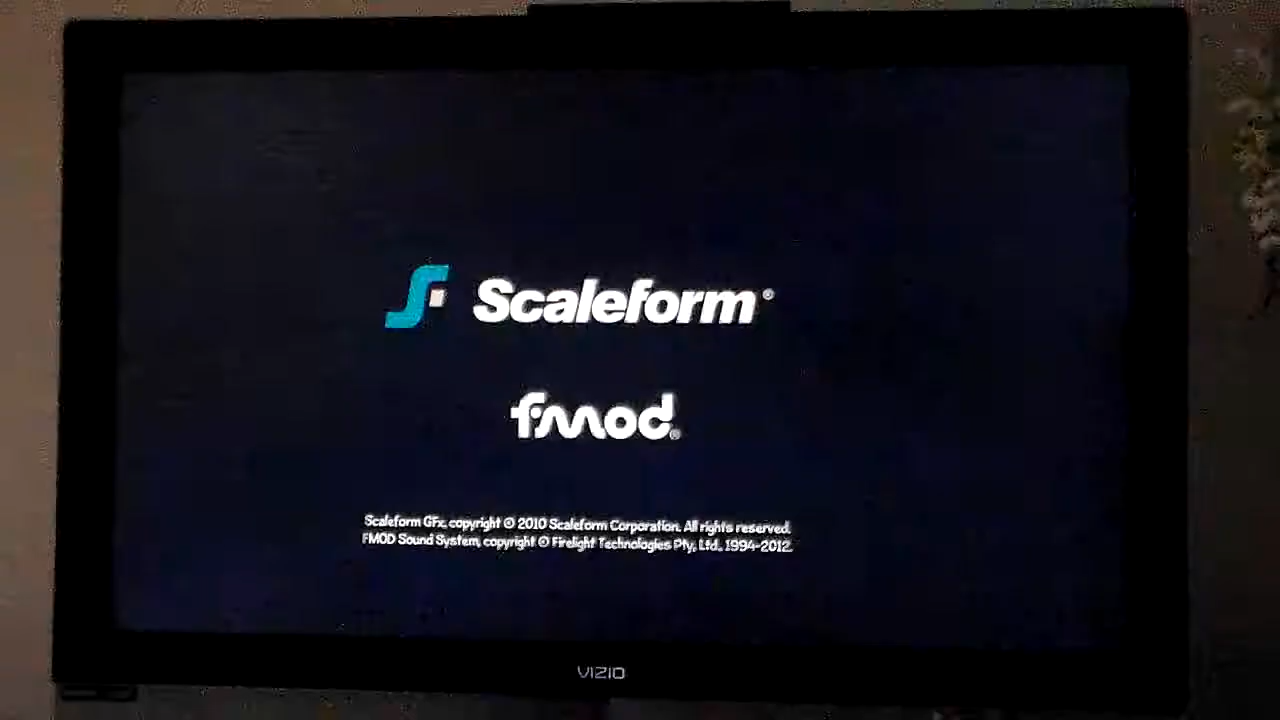 Scaleform®
fmod®
Scaleform GFx, copyright © 2010 Scaleform Corporation. All rights reserved.
FMOD Sound System, copyright © Firelight Technologies Pty, Ltd., 1994-2012.
VIZIO